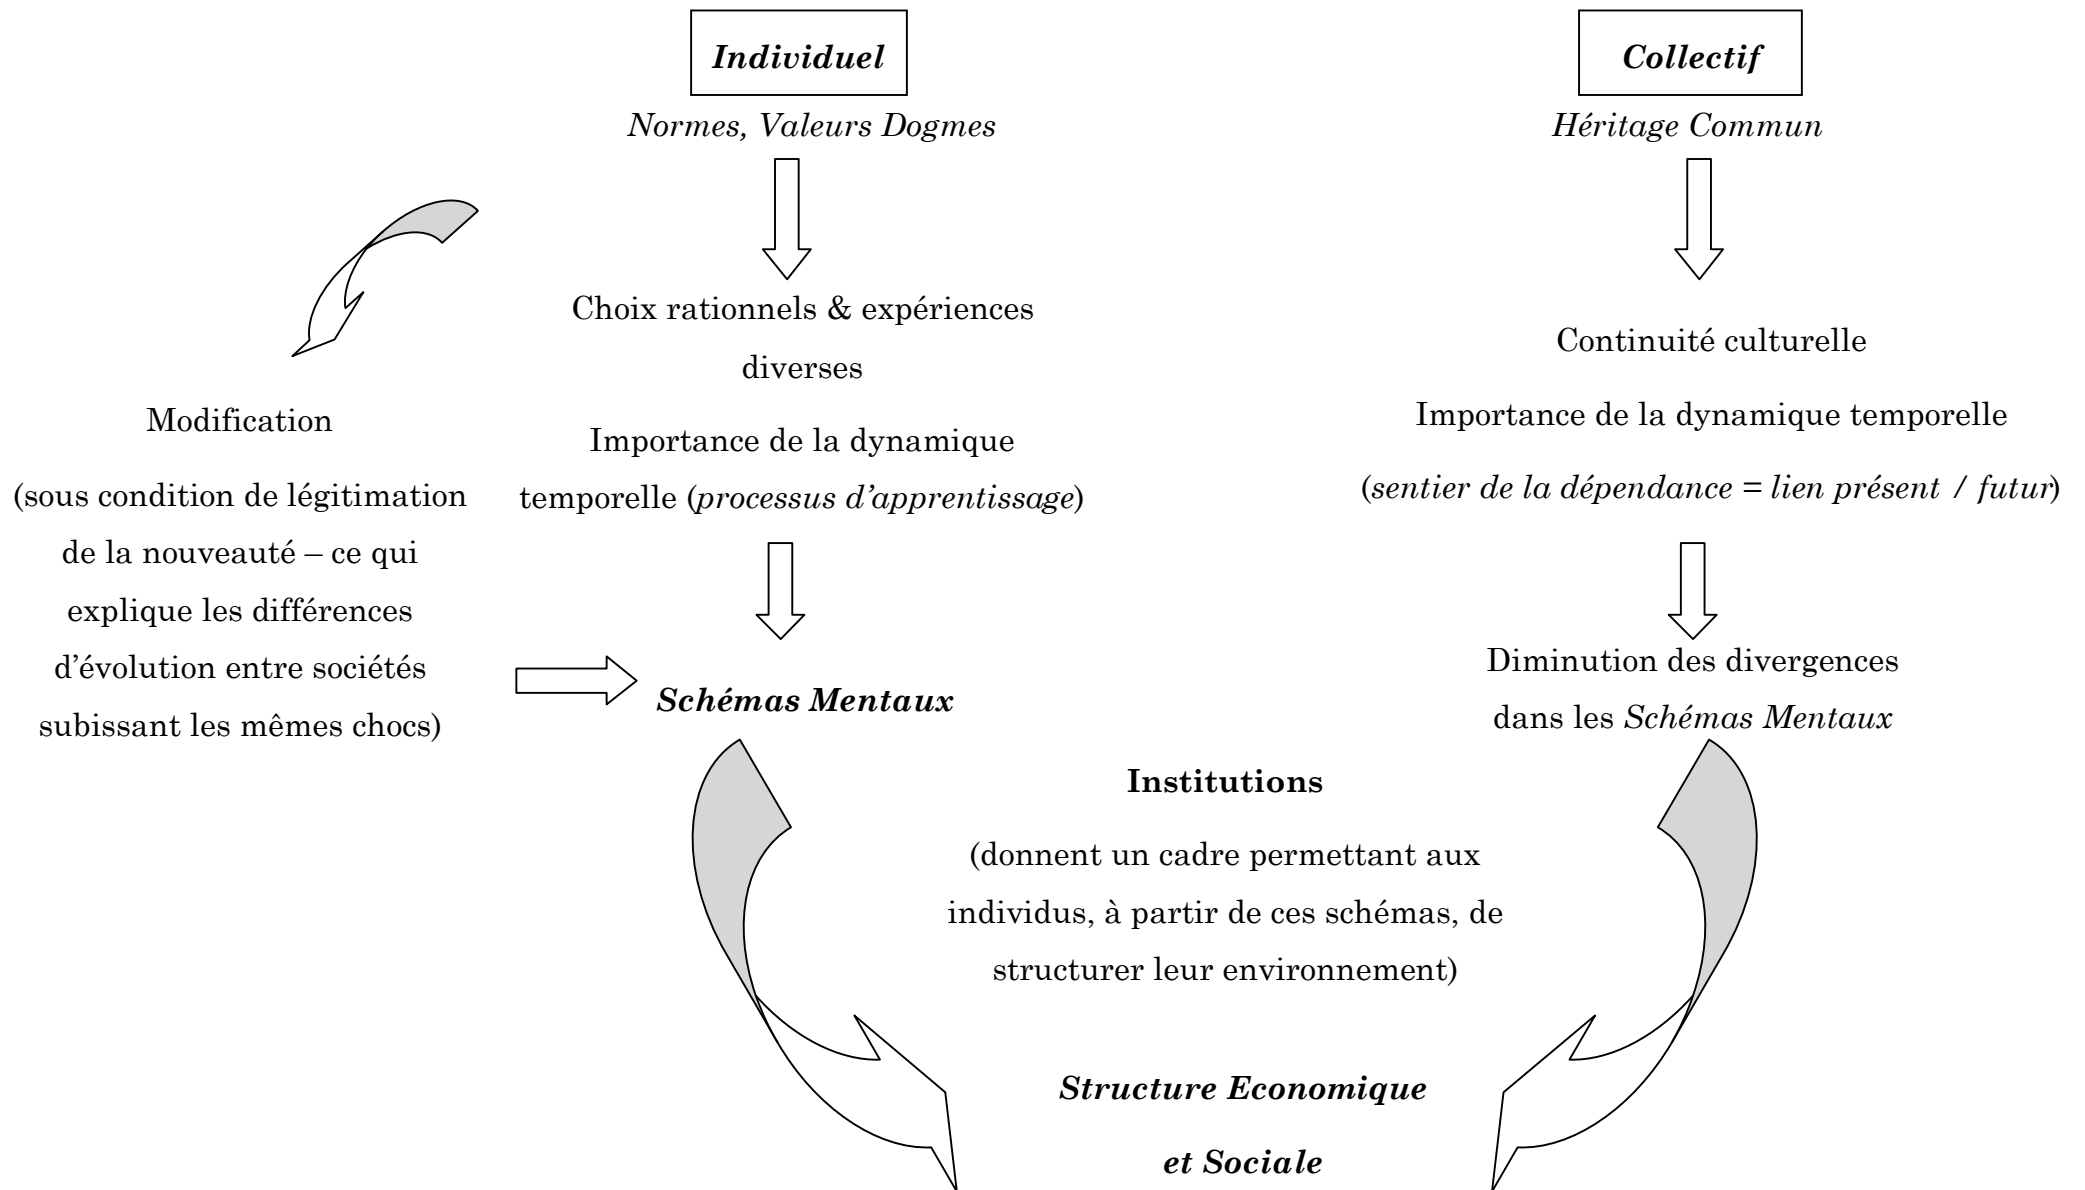 Individuel
Normes, Valeurs Dogmes
Choix rationnels & expériences
diverses
Importance de la dynamique
temporelle (processus d'apprentissage)
Modification
(sous condition de légitimation
de la nouveauté – ce qui
explique les différences
d'évolution entre sociétés
subissant les mêmes chocs)
Schémas Mentaux
Collectif
Héritage Commun
Continuité culturelle
Importance de la dynamique temporelle
(sentier de la dépendance = lien présent / futur)
Diminution des divergences
dans les Schémas Mentaux
Institutions
(donnent un cadre permettant aux
individus, à partir de ces schémas, de
structurer leur environnement)
Structure Economique
et Sociale